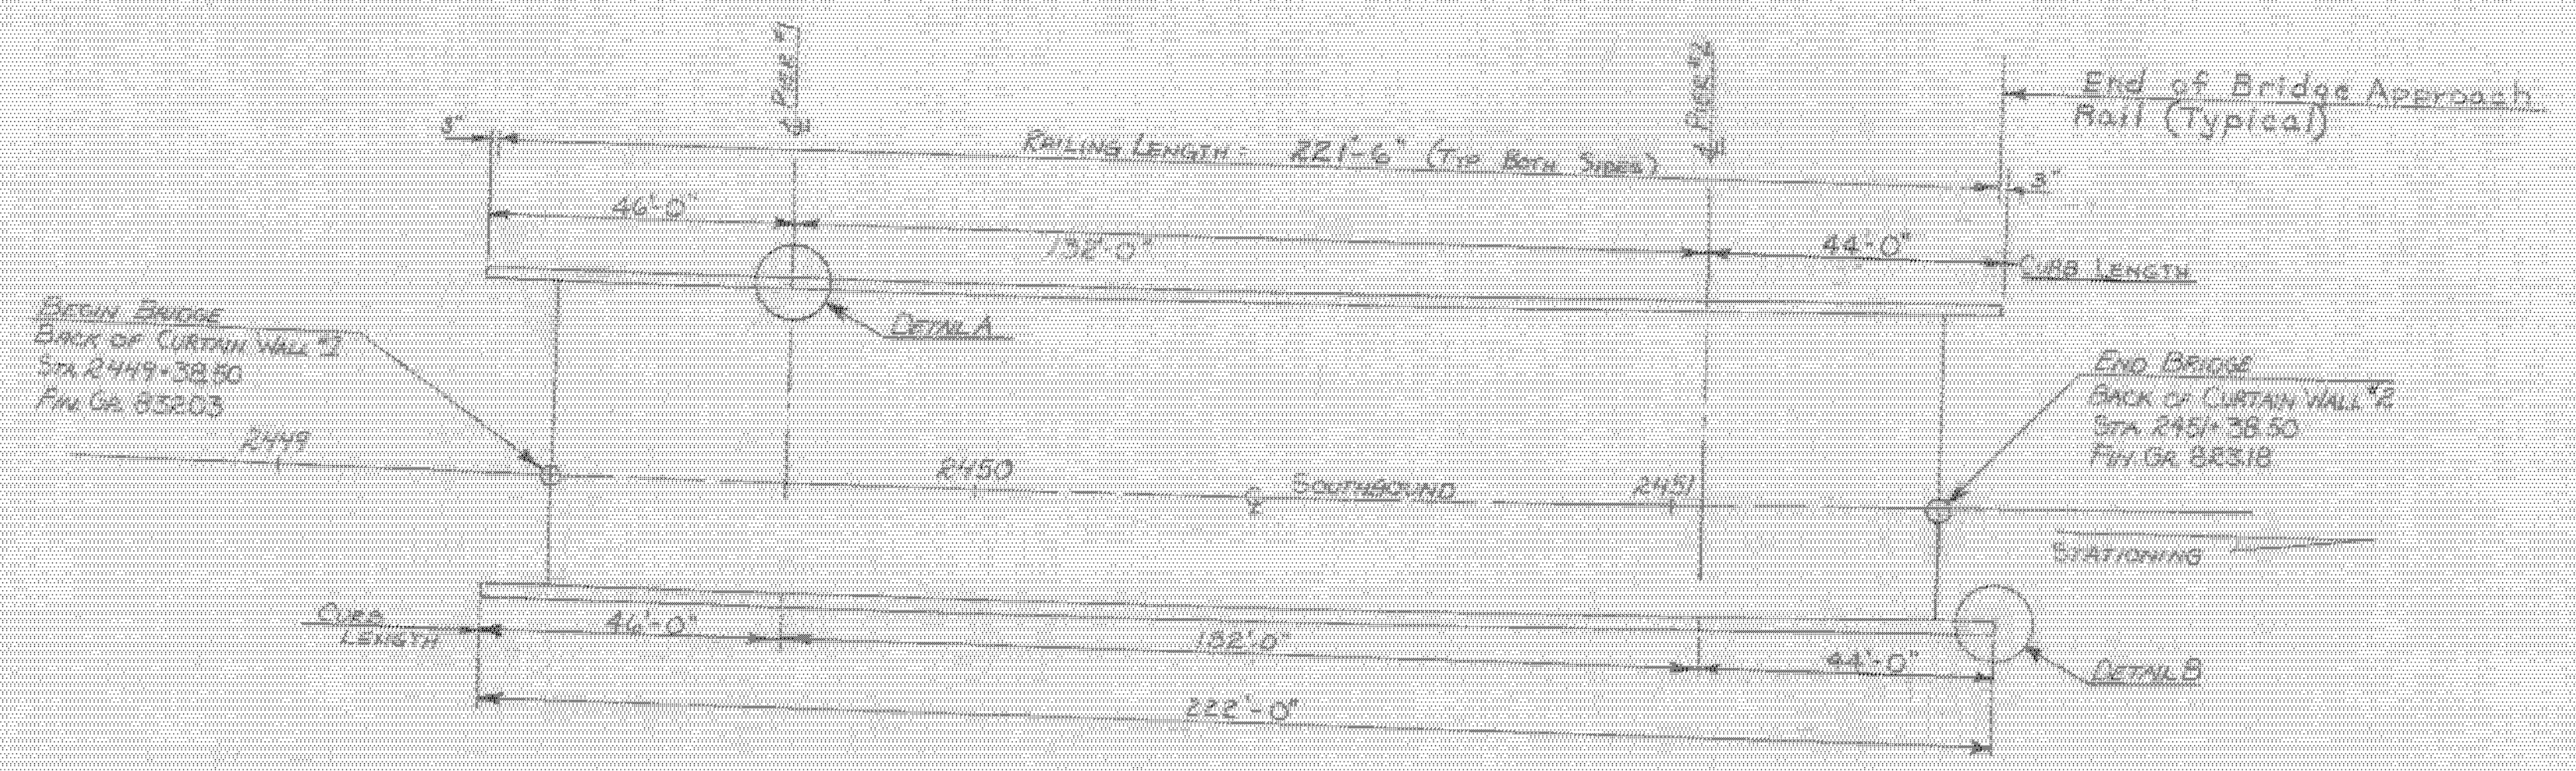 PIER #1
PIER #2
End of Bridge Approach
Rail (Typical)
3"
RAILING LENGTH = 221'-6" (TYP BOTH SIDES)
3"
46'-0"
132'-0"
44'-0"
CURB LENGTH
DETAIL A
BEGIN BRIDGE
BACK OF CURTAIN WALL #1
STA 2449+38.50
FIN. GR. 832.03
END BRIDGE
BACK OF CURTAIN WALL #2
STA 2451+38.50
FIN. GR. 823.18
2449
2450
℄ SOUTHBOUND
2451
STATIONING
CURB
LENGTH
46'-0"
132'-0"
44'-0"
DETAIL B
222'-0"